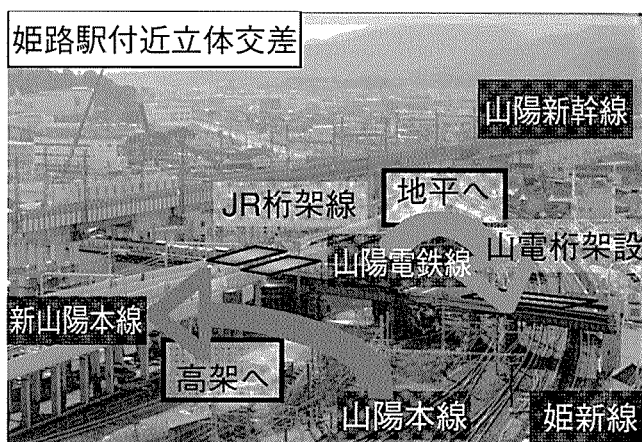 姫路駅付近立体交差
山陽新幹線
JR桁架線
地平へ
山陽電鉄線
山電桁架設
新山陽本線
高架へ
山陽本線
姫新線